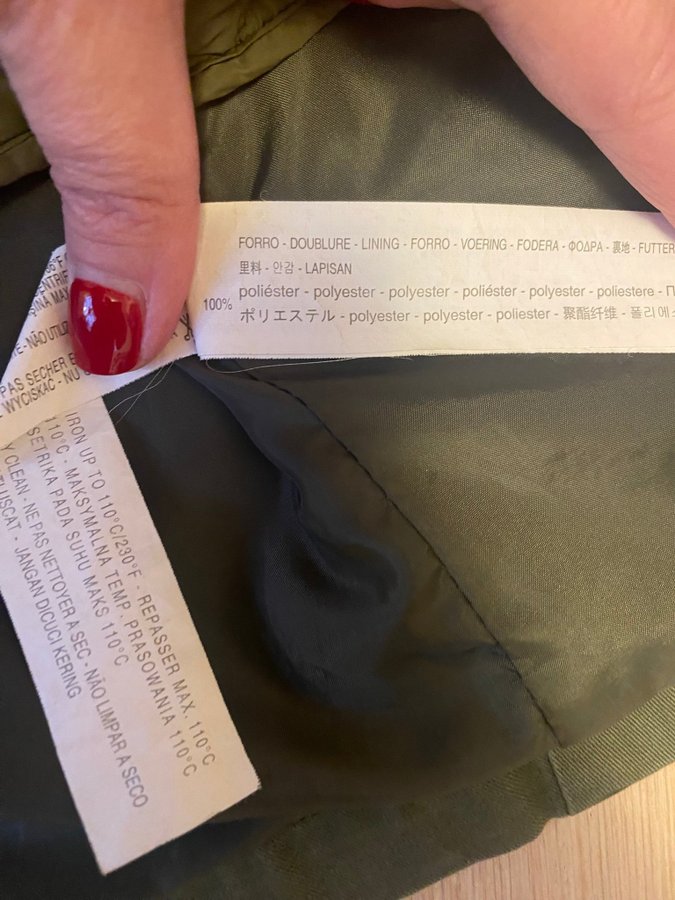 FORRO - DOUBLURE - LINING - FORRO - VOERING - FODERA - ΦΟΔΡΑ - 裏地 - FUTTER
里料 - 안감 - LAPISAN
100%
poliéster - polyester - polyester - poliéster - polyester - poliestere -
ポリエステル - polyester - polyester - poliester - 聚酯纤维 - 폴리에
PAS SECHER
WYCISKAĆ - NU
IRON UP TO 110°C/230°F - REPASSER MAX. 110°C
110°C - MAKSYMALNA TEMP. PRASOWANIA 110°C
SETRIKA PADA SUHU MAKS 110°C
CLEAN - NE PAS NETTOYER A SEC - NÃO LIMPAR A SECO
- JANGAN DICUCI KERING